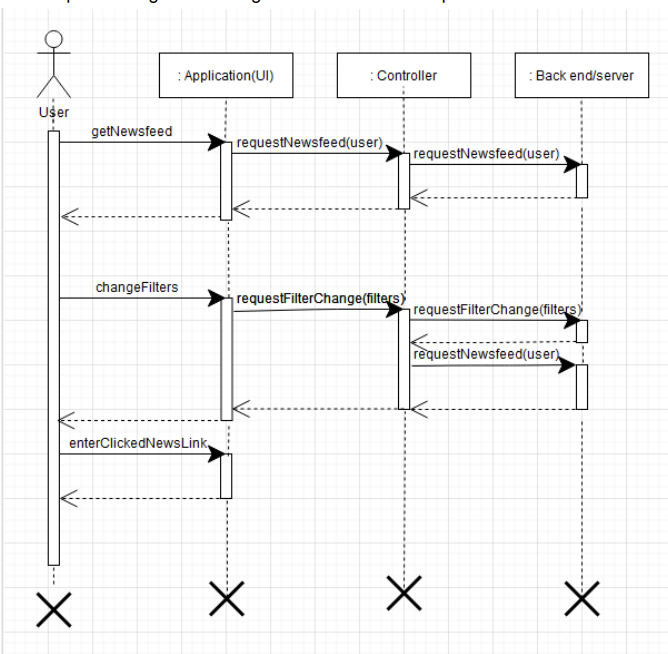 : Application(UI)
: Controller
: Back end/server
User
getNewsfeed
requestNewsfeed(user)
requestNewsfeed(user)
changeFilters
requestFilterChange(filters)
requestFilterChange(filters)
requestNewsfeed(user)
enterClickedNewsLink